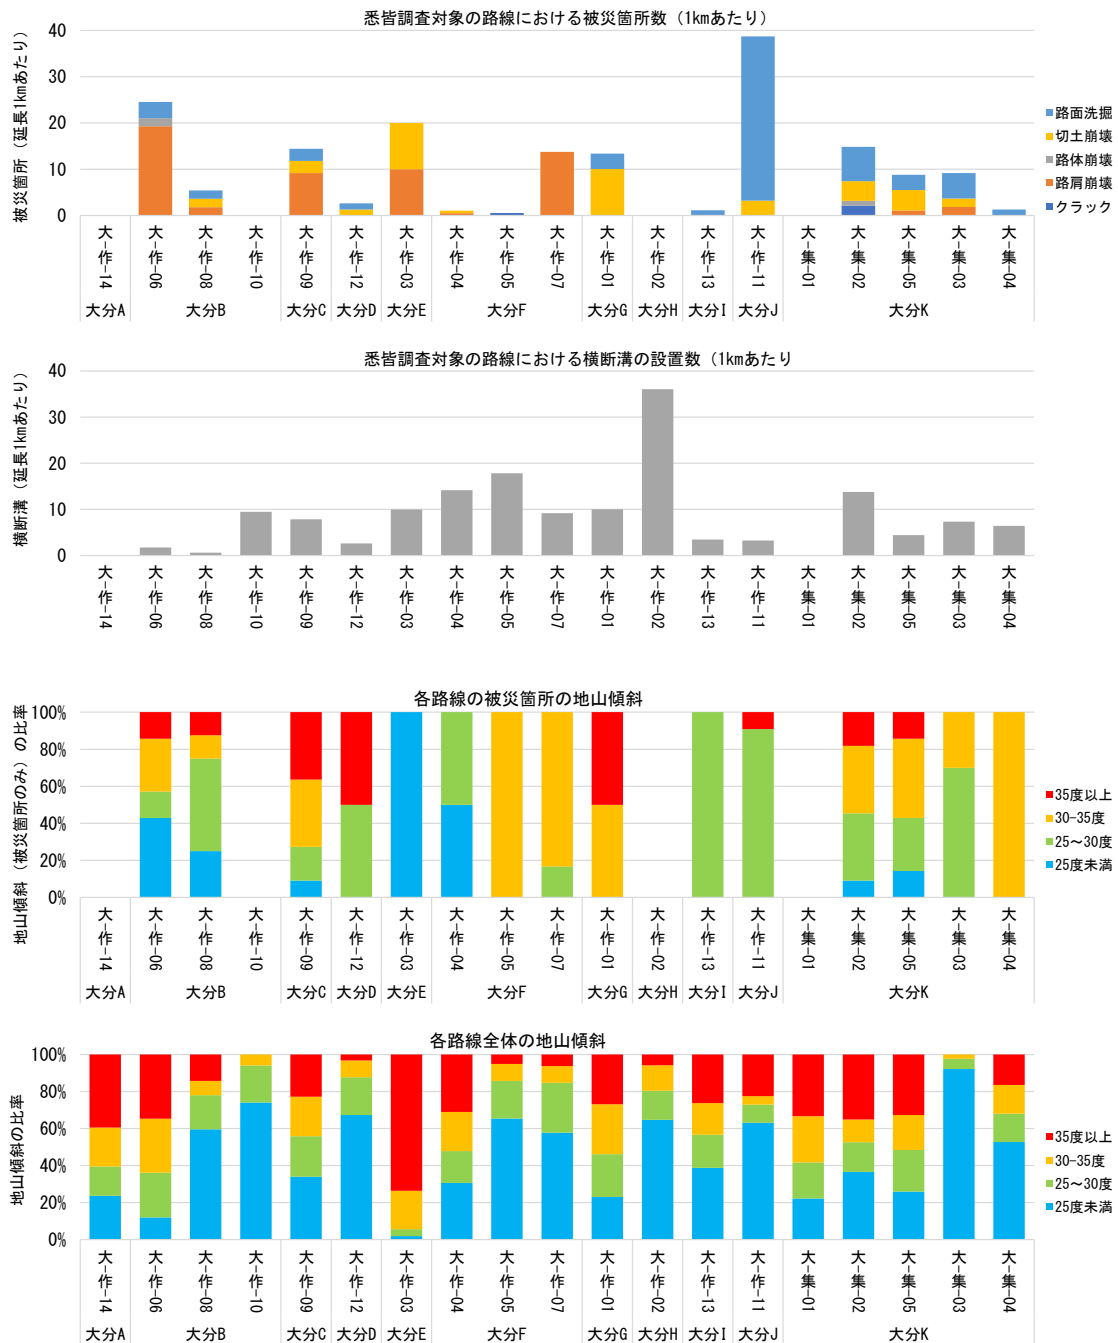 悉皆調査対象の路線における被災箇所数（1kmあたり）
被災箇所（延長1kmあたり）
40
30
20
10
0
路面洗掘
切土崩壊
路体崩壊
路肩崩壊
クラック
大-作-14
大-作-06
大-作-08
大-作-10
大-作-09
大-作-12
大-作-03
大-作-04
大-作-05
大-作-07
大-作-01
大-作-02
大-作-13
大-作-11
大-集-01
大-集-02
大-集-05
大-集-03
大-集-04
大分A 大分B 大分C 大分D 大分E 大分F 大分G 大分H 大分I 大分J 大分K
悉皆調査対象の路線における横断溝の設置数（1kmあたり
横断溝（延長1kmあたり）
40
30
20
10
0
大-作-14
大-作-06
大-作-08
大-作-10
大-作-09
大-作-12
大-作-03
大-作-04
大-作-05
大-作-07
大-作-01
大-作-02
大-作-13
大-作-11
大-集-01
大-集-02
大-集-05
大-集-03
大-集-04
各路線の被災箇所の地山傾斜
地山傾斜（被災箇所のみ）の比率
100%
80%
60%
40%
20%
0%
35度以上
30-35度
25～30度
25度未満
大-作-14
大-作-06
大-作-08
大-作-10
大-作-09
大-作-12
大-作-03
大-作-04
大-作-05
大-作-07
大-作-01
大-作-02
大-作-13
大-作-11
大-集-01
大-集-02
大-集-05
大-集-03
大-集-04
大分A 大分B 大分C 大分D 大分E 大分F 大分G 大分H 大分I 大分J 大分K
各路線全体の地山傾斜
地山傾斜の比率
100%
80%
60%
40%
20%
0%
35度以上
30-35度
25～30度
25度未満
大-作-14
大-作-06
大-作-08
大-作-10
大-作-09
大-作-12
大-作-03
大-作-04
大-作-05
大-作-07
大-作-01
大-作-02
大-作-13
大-作-11
大-集-01
大-集-02
大-集-05
大-集-03
大-集-04
大分A 大分B 大分C 大分D 大分E 大分F 大分G 大分H 大分I 大分J 大分K